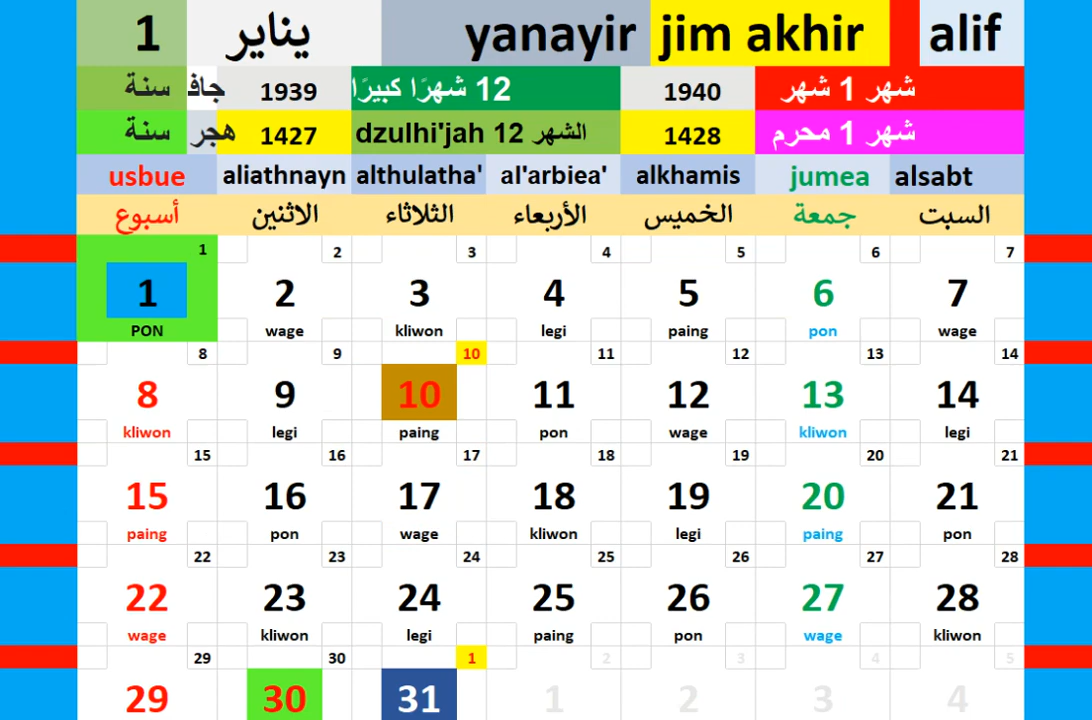 1 يناير yanayir jim akhir alif
سنة جاف 1939 12 شهرًا كبيرًا 1940 شهر 1 شهر
سنة هجر 1427 dzulhi'jah 12 الشهر 1428 شهر 1 محرم
usbue aliathnayn althulatha' al'arbiea' alkhamis jumea alsabt
أسبوع الاثنين الثلاثاء الأربعاء الخميس جمعة السبت
1 2 3 4 5 6 7
1 2 3 4 5 6 7
PON wage kliwon legi paing pon wage
8 9 10 11 12 13 14
8 9 10 11 12 13 14
kliwon legi paing pon wage kliwon legi
15 16 17 18 19 20 21
15 16 17 18 19 20 21
paing pon wage kliwon legi paing pon
22 23 24 25 26 27 28
22 23 24 25 26 27 28
wage kliwon legi paing pon wage kliwon
29 30 1 2 3 4 5
29 30 31 1 2 3 4